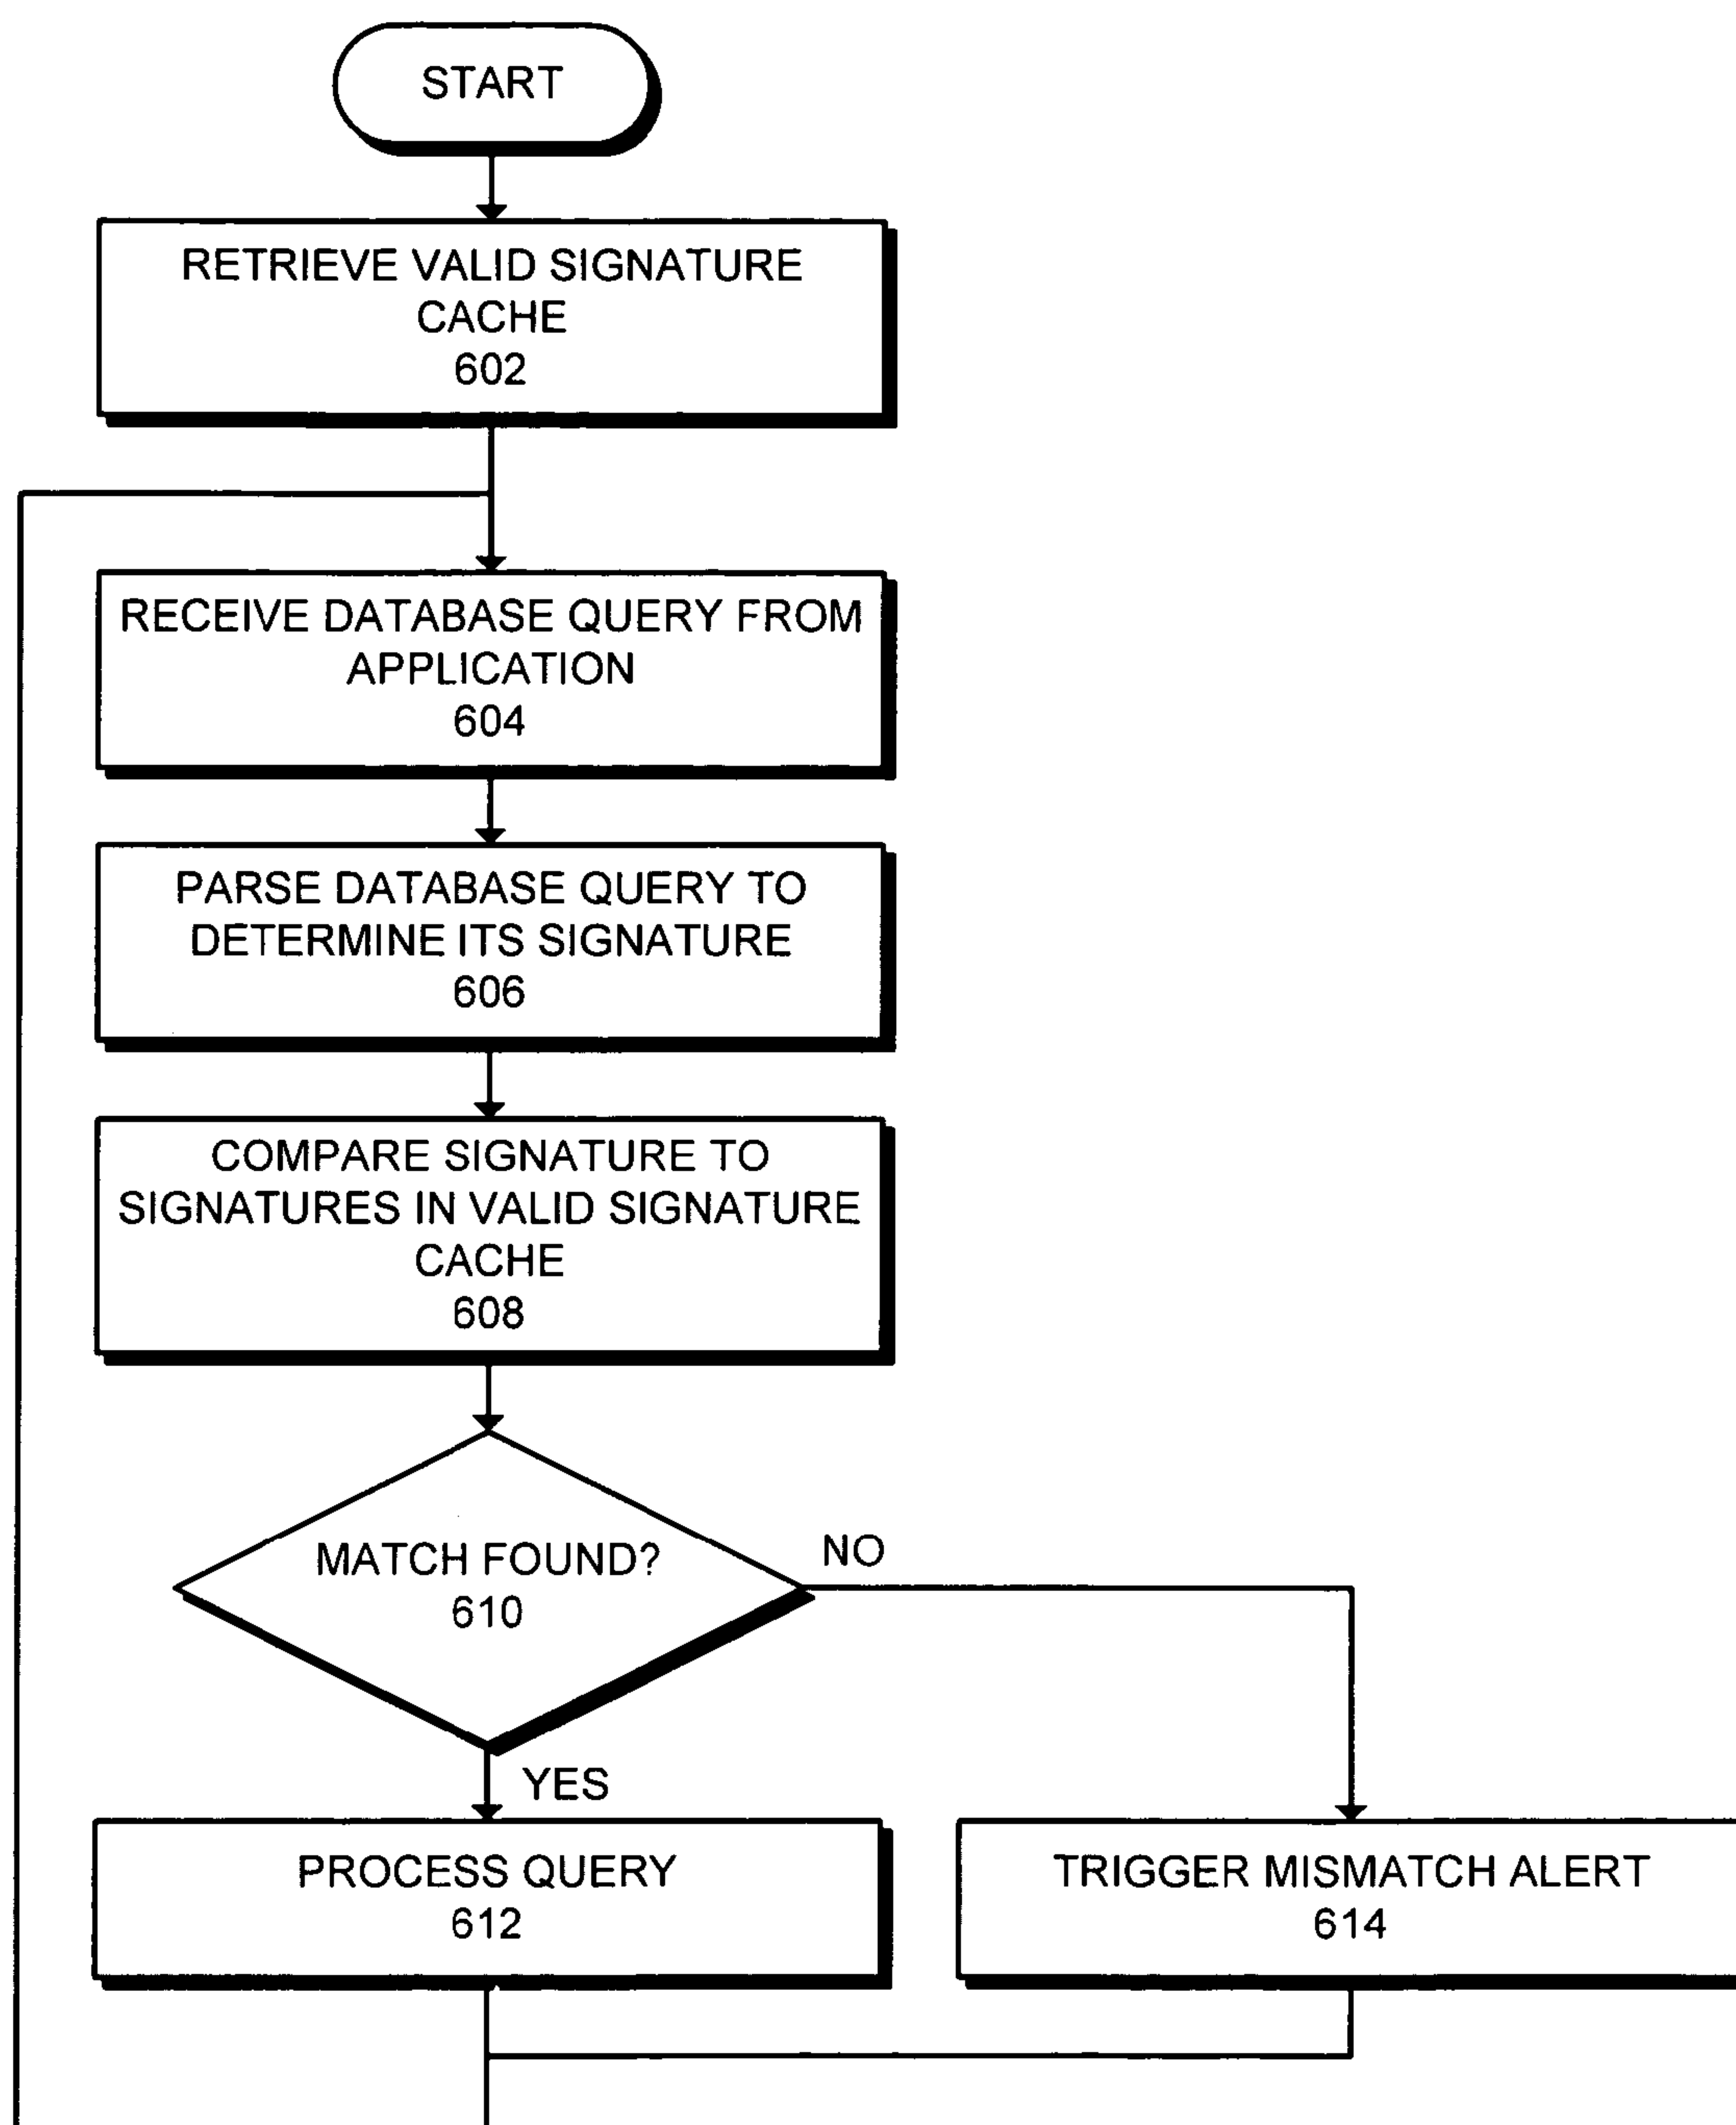 START
RETRIEVE VALID SIGNATURE
CACHE
602
RECEIVE DATABASE QUERY FROM
APPLICATION
604
PARSE DATABASE QUERY TO
DETERMINE ITS SIGNATURE
606
COMPARE SIGNATURE TO
SIGNATURES IN VALID SIGNATURE
CACHE
608
MATCH FOUND?
610
NO
YES
PROCESS QUERY
612
TRIGGER MISMATCH ALERT
614